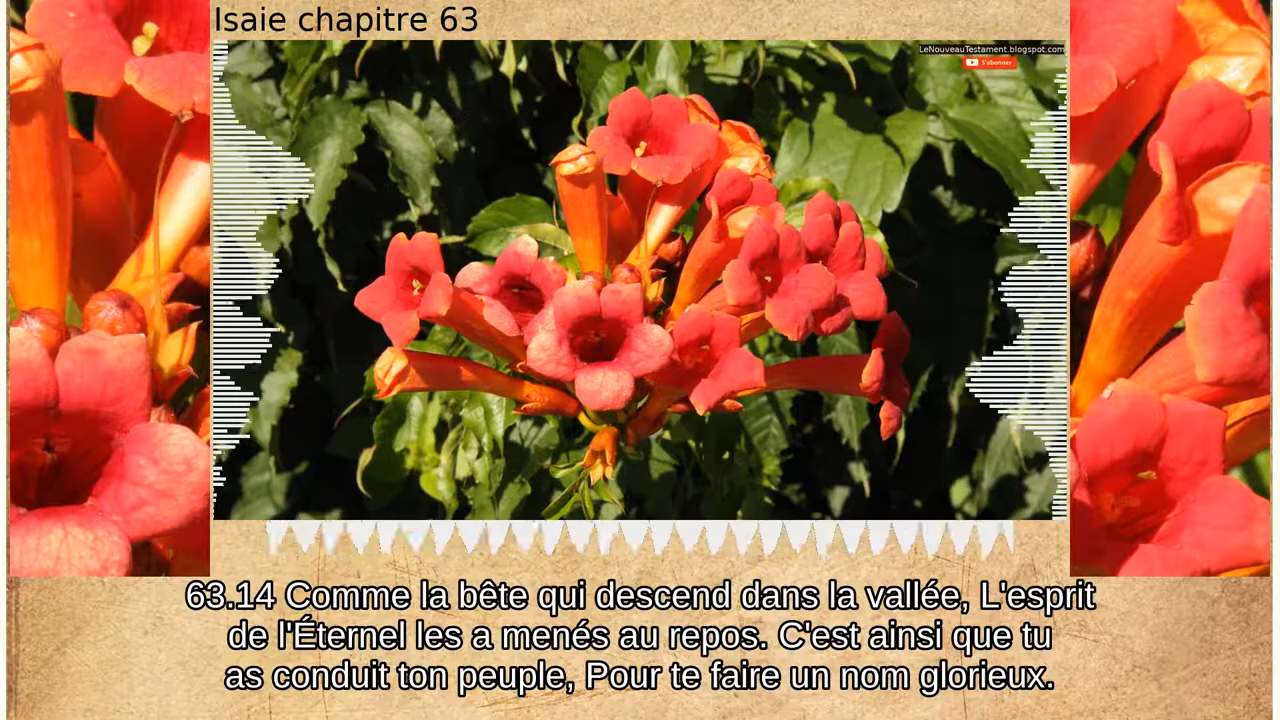 Isaie chapitre 63
LeNouveauTestament.blogspot.com
S'abonner
63.14 Comme la bête qui descend dans la vallée, L'esprit
de l'Éternel les a menés au repos. C'est ainsi que tu
as conduit ton peuple, Pour te faire un nom glorieux.